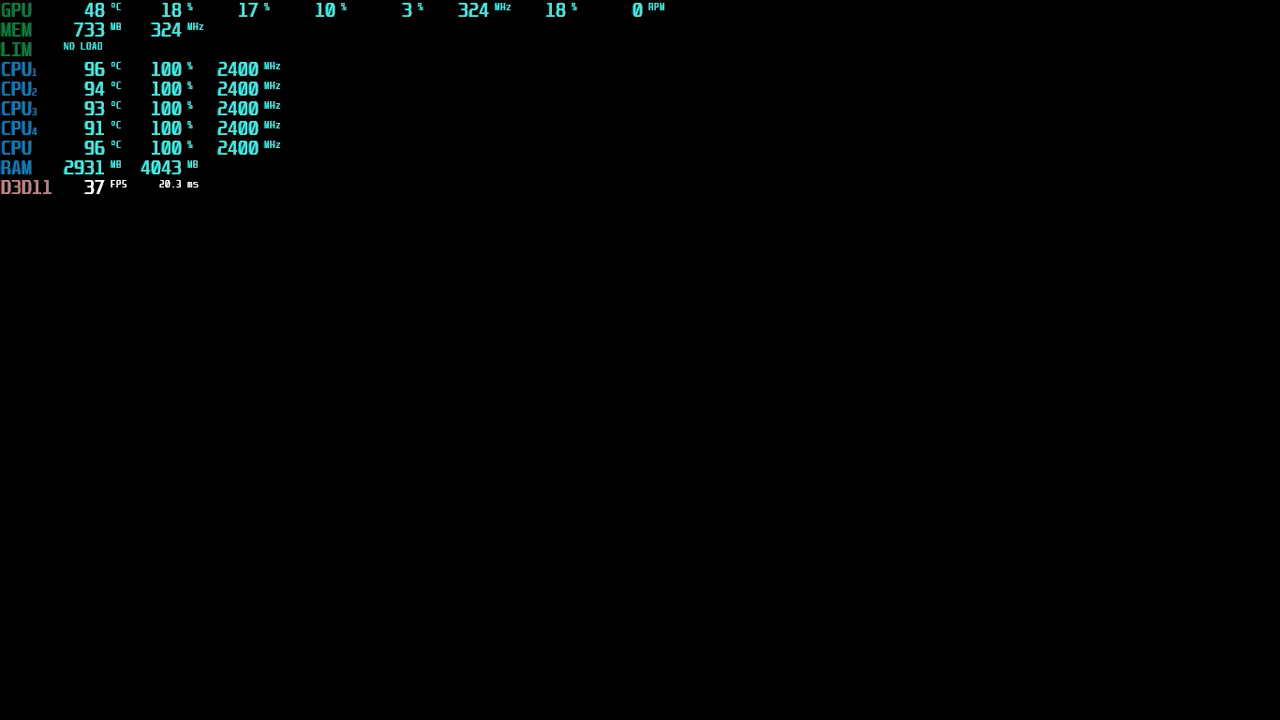 GPU 48 °C 18 % 17 % 10 % 3 % 324 MHz 18 % 0 RPM
MEM 733 MB 324 MHz
LIM NO LOAD
CPU1 96 °C 100 % 2400 MHz
CPU2 94 °C 100 % 2400 MHz
CPU3 93 °C 100 % 2400 MHz
CPU4 91 °C 100 % 2400 MHz
CPU 96 °C 100 % 2400 MHz
RAM 2931 MB 4043 MB
D3D11 37 FPS 20.3 ms